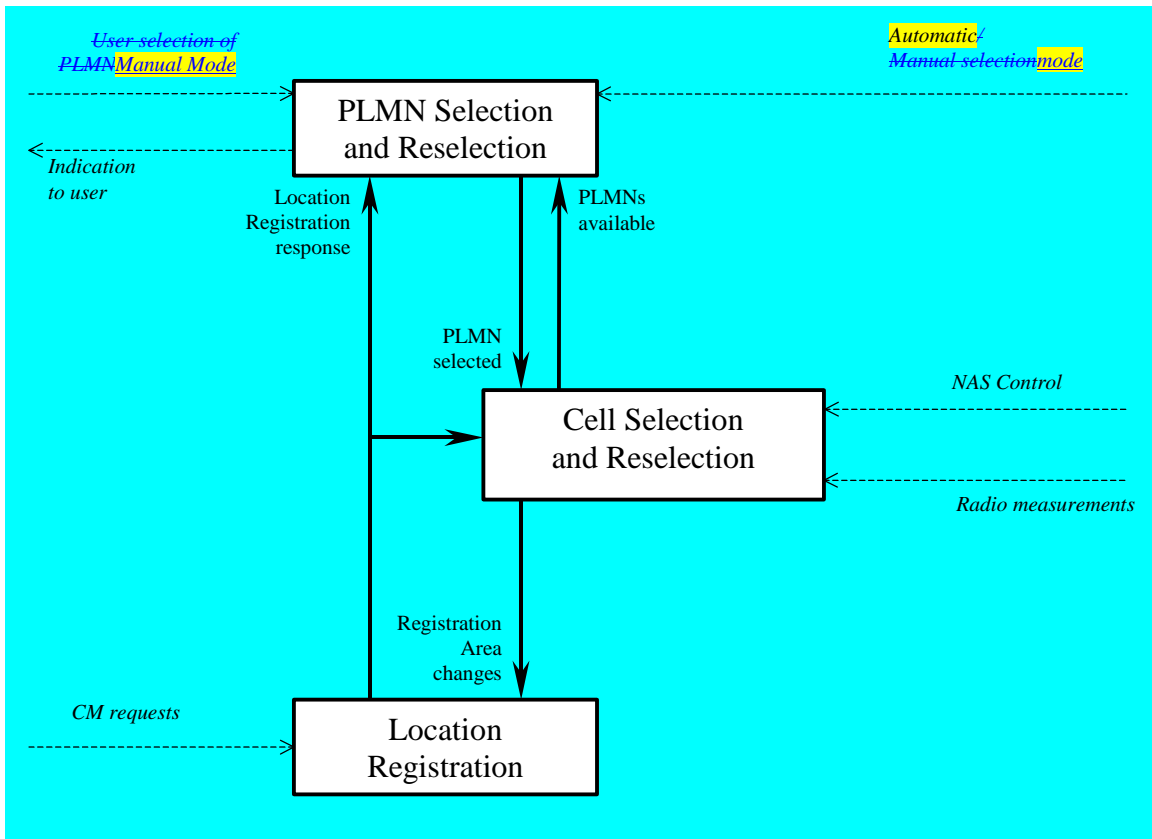 User selection of
PLMNManual Mode
Automatic/
Manual selectionmode
PLMN Selection
and Reselection
Indication
to user
Location
Registration
response
PLMNs
available
PLMN
selected
NAS Control
Cell Selection
and Reselection
Radio measurements
Registration
Area
changes
CM requests
Location
Registration